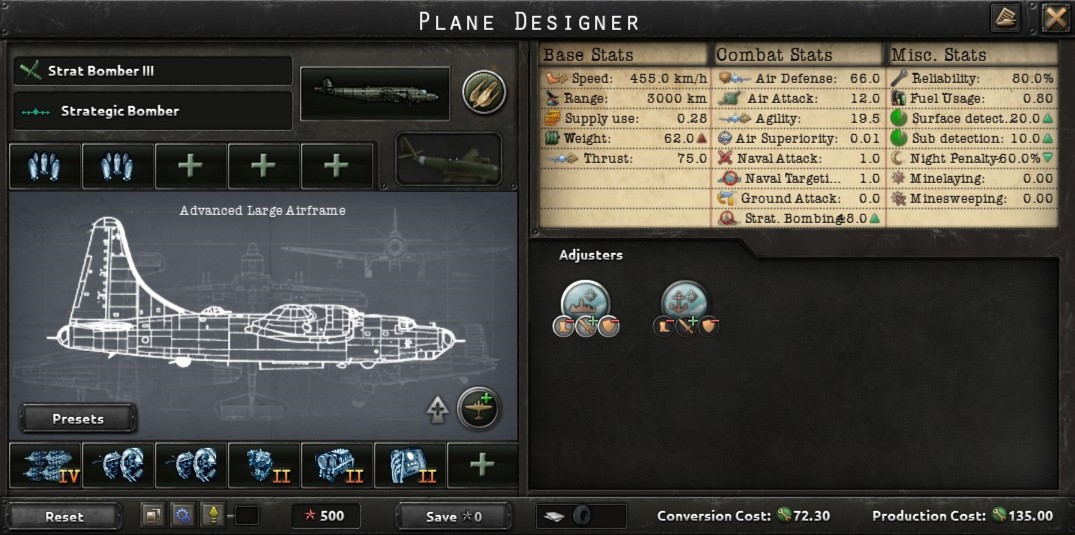 Plane Designer
Strat Bomber III
Strategic Bomber
Advanced Large Airframe
Presets
IV
II
II
II
Reset
500
Save 0
Base Stats
Speed: 455.0 km/h
Range: 3000 km
Supply use: 0.28
Weight: 62.0
Thrust: 75.0
Combat Stats
Air Defense: 66.0
Air Attack: 12.0
Agility: 19.5
Air Superiority: 0.01
Naval Attack: 1.0
Naval Targeti... 1.0
Ground Attack: 0.0
Strat. Bombing 48.0
Misc. Stats
Reliability: 80.0%
Fuel Usage: 0.80
Surface detect. 20.0
Sub detection: 10.0
Night Penalty -60.0%
Minelaying: 0.00
Minesweeping: 0.00
Adjusters
Conversion Cost: 72.30
Production Cost: 135.00